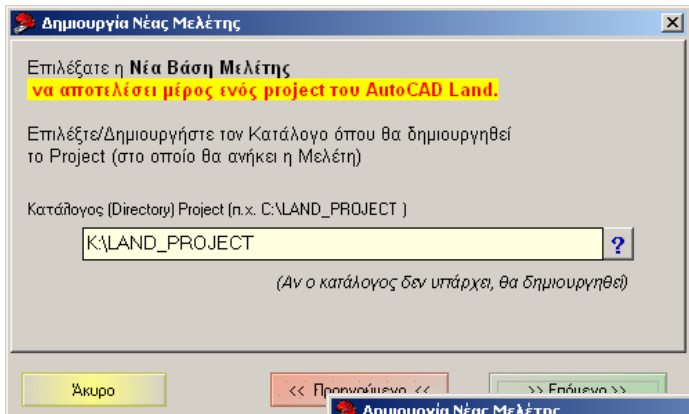 Δημιουργία Νέας Μελέτης
Επιλέξατε η Νέα Βάση Μελέτης
να αποτελέσει μέρος ενός project του AutoCAD Land.
Επιλέξτε/Δημιουργήστε τον Κατάλογο όπου θα δημιουργηθεί
το Project (στο οποίο θα ανήκει η Μελέτη)
Κατάλογος (Directory) Project (π.χ. C:\LAND_PROJECT )
K:\LAND_PROJECT
?
(Αν ο κατάλογος δεν υπάρχει, θα δημιουργηθεί)
Άκυρο
<< Προηγούμενο <<
>> Επόμενο >>
Δημιουργία Νέας Μελέτης